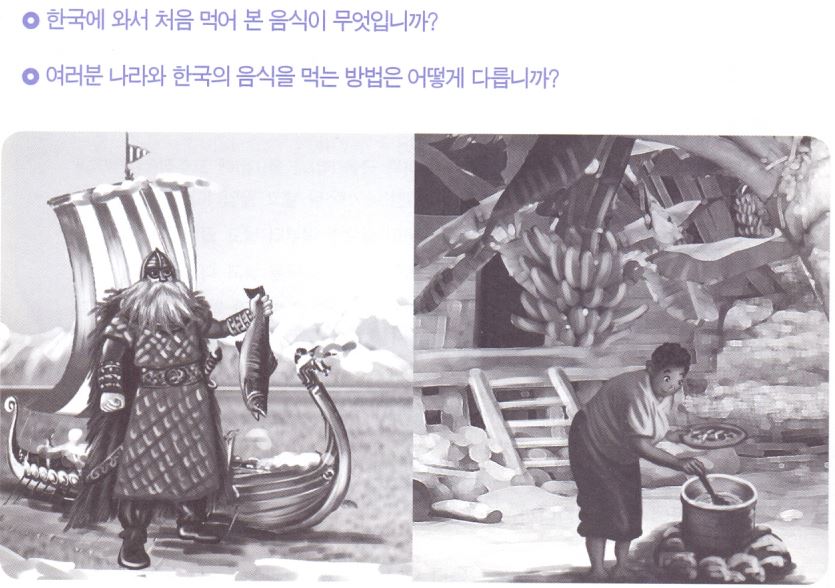 한국에 와서 처음 먹어 본 음식이 무엇입니까?
여러분 나라와 한국의 음식을 먹는 방법은 어떻게 다릅니까?